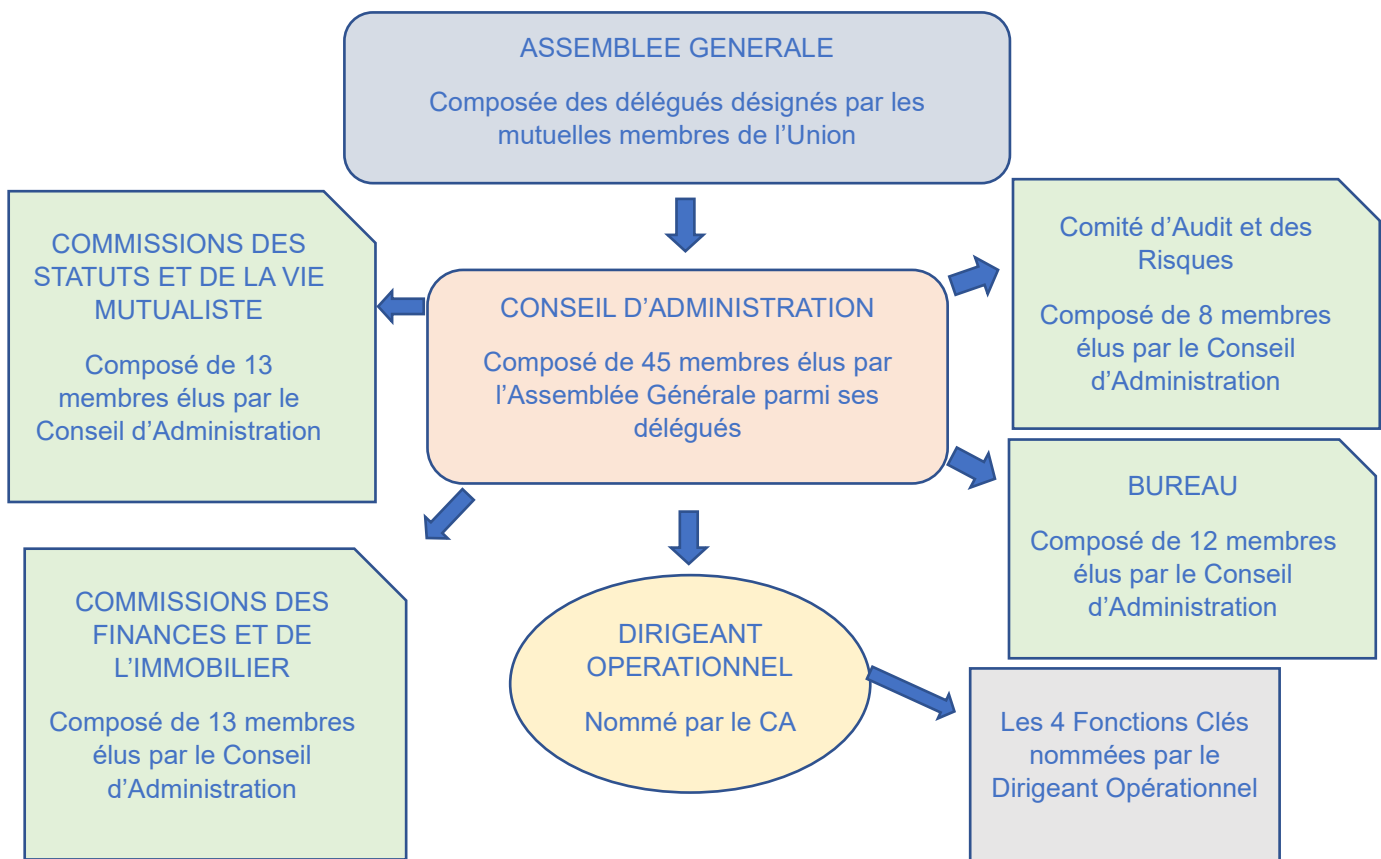 ASSEMBLEE GENERALE
Composée des délégués désignés par les
mutuelles membres de l’Union
COMMISSIONS DES
STATUTS ET DE LA VIE
MUTUALISTE
Composé de 13
membres élus par le
Conseil d’Administration
CONSEIL D’ADMINISTRATION
Composé de 45 membres élus par
l’Assemblée Générale parmi ses
délégués
Comité d’Audit et des
Risques
Composé de 8 membres
élus par le Conseil
d’Administration
BUREAU
Composé de 12 membres
élus par le Conseil
d’Administration
COMMISSIONS DES
FINANCES ET DE
L’IMMOBILIER
Composé de 13 membres
élus par le Conseil
d’Administration
DIRIGEANT
OPERATIONNEL
Nommé par le CA
Les 4 Fonctions Clés
nommées par le
Dirigeant Opérationnel